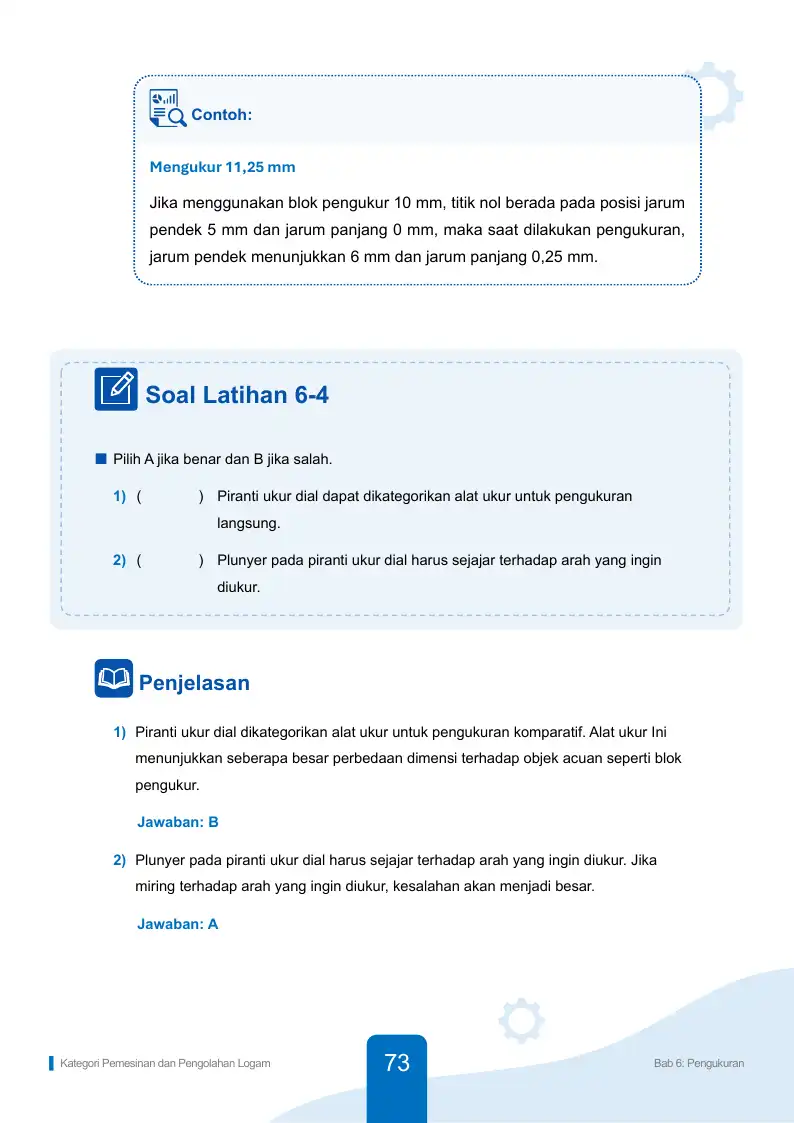 Contoh:
Mengukur 11,25 mm
Jika menggunakan blok pengukur 10 mm, titik nol berada pada posisi jarum
pendek 5 mm dan jarum panjang 0 mm, maka saat dilakukan pengukuran,
jarum pendek menunjukkan 6 mm dan jarum panjang 0,25 mm.
Soal Latihan 6-4
■ Pilih A jika benar dan B jika salah.
1) ( ) Piranti ukur dial dapat dikategorikan alat ukur untuk pengukuran
langsung.
2) ( ) Plunyer pada piranti ukur dial harus sejajar terhadap arah yang ingin
diukur.
Penjelasan
1) Piranti ukur dial dikategorikan alat ukur untuk pengukuran komparatif. Alat ukur Ini
menunjukkan seberapa besar perbedaan dimensi terhadap objek acuan seperti blok
pengukur.
Jawaban: B
2) Plunyer pada piranti ukur dial harus sejajar terhadap arah yang ingin diukur. Jika
miring terhadap arah yang ingin diukur, kesalahan akan menjadi besar.
Jawaban: A
Kategori Pemesinan dan Pengolahan Logam
73
Bab 6: Pengukuran